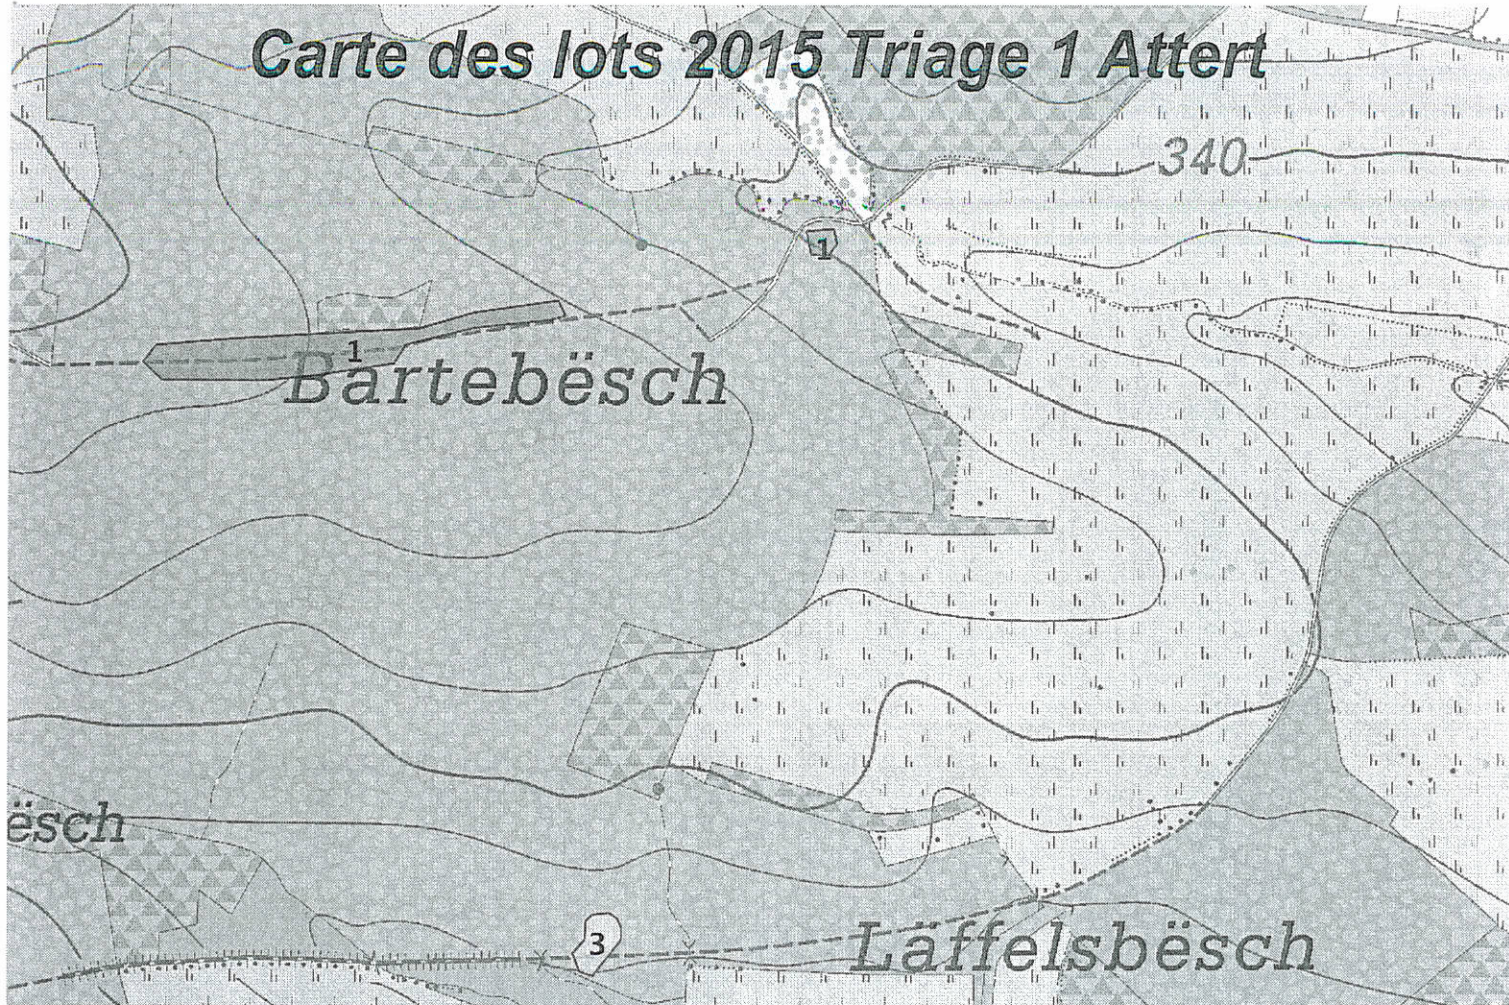 Carte des lots 2015 Triage 1 Attert
340
1
1
Bartebësch
ësch
3
Läffelsbësch